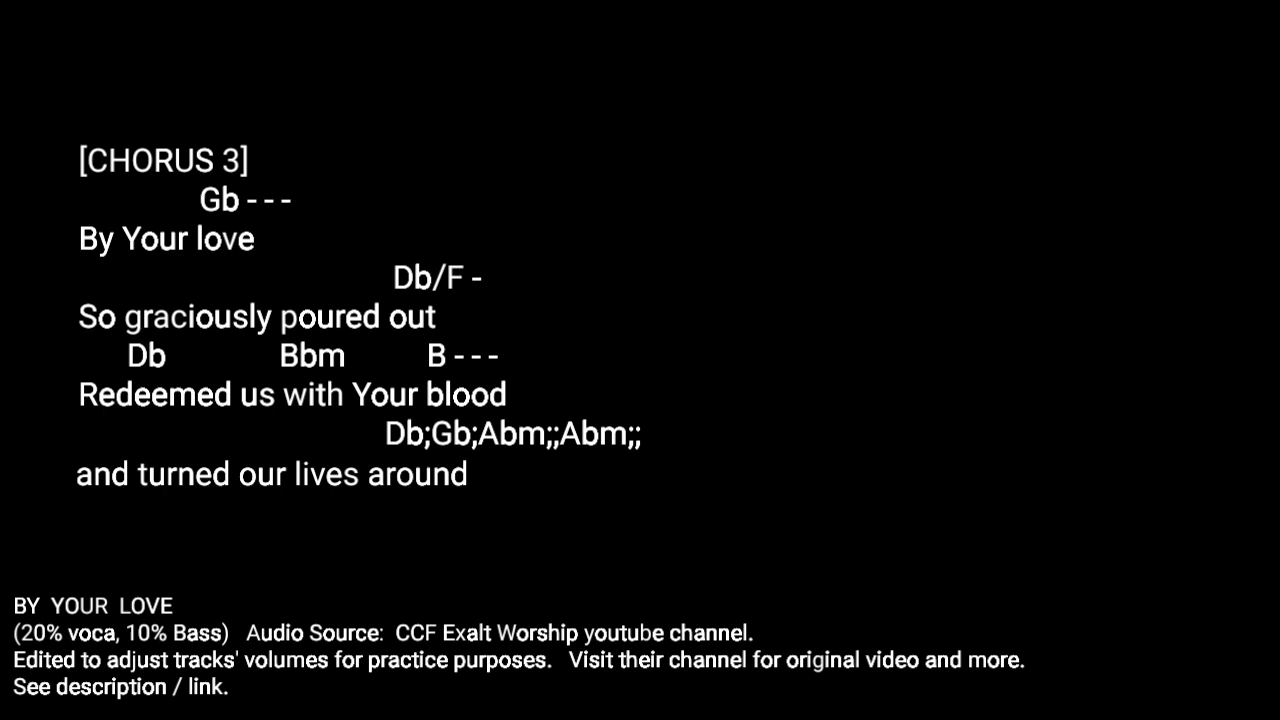 [CHORUS 3]
Gb - - -
By Your love
Db/F -
So graciously poured out
Db Bbm B - - -
Redeemed us with Your blood
Db;Gb;Abm;;Abm;;
and turned our lives around
BY YOUR LOVE
(20% voca, 10% Bass) Audio Source: CCF Exalt Worship youtube channel.
Edited to adjust tracks' volumes for practice purposes. Visit their channel for original video and more.
See description / link.